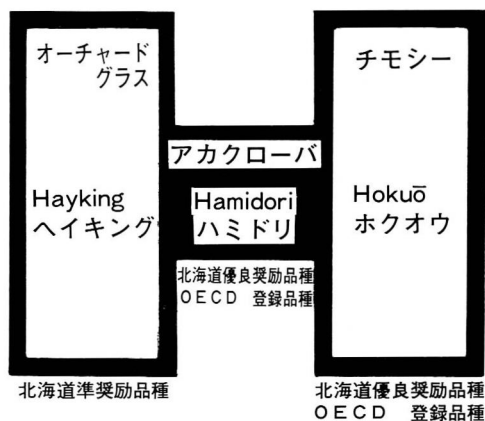 オーチャード
グラス
Hayking
ヘイキング
北海道準奨励品種
アカクローバ
Hamidori
ハミドリ
北海道優良奨励品種
OECD 登録品種
チモシー
Hokuō
ホクオウ
北海道優良奨励品種
OECD 登録品種